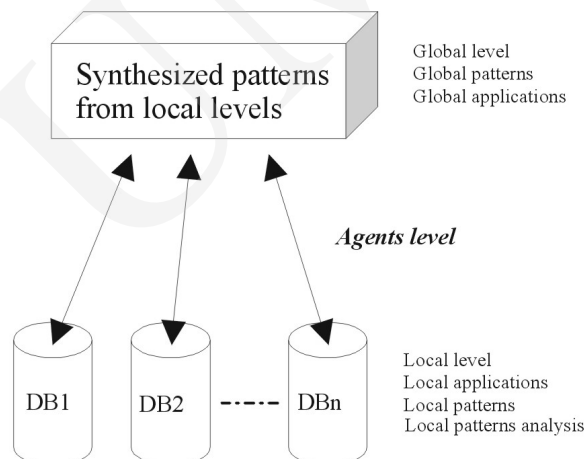 Synthesized patterns
from local levels
Global level
Global patterns
Global applications
Agents level
DB1
DB2
DBn
Local level
Local applications
Local patterns
Local patterns analysis